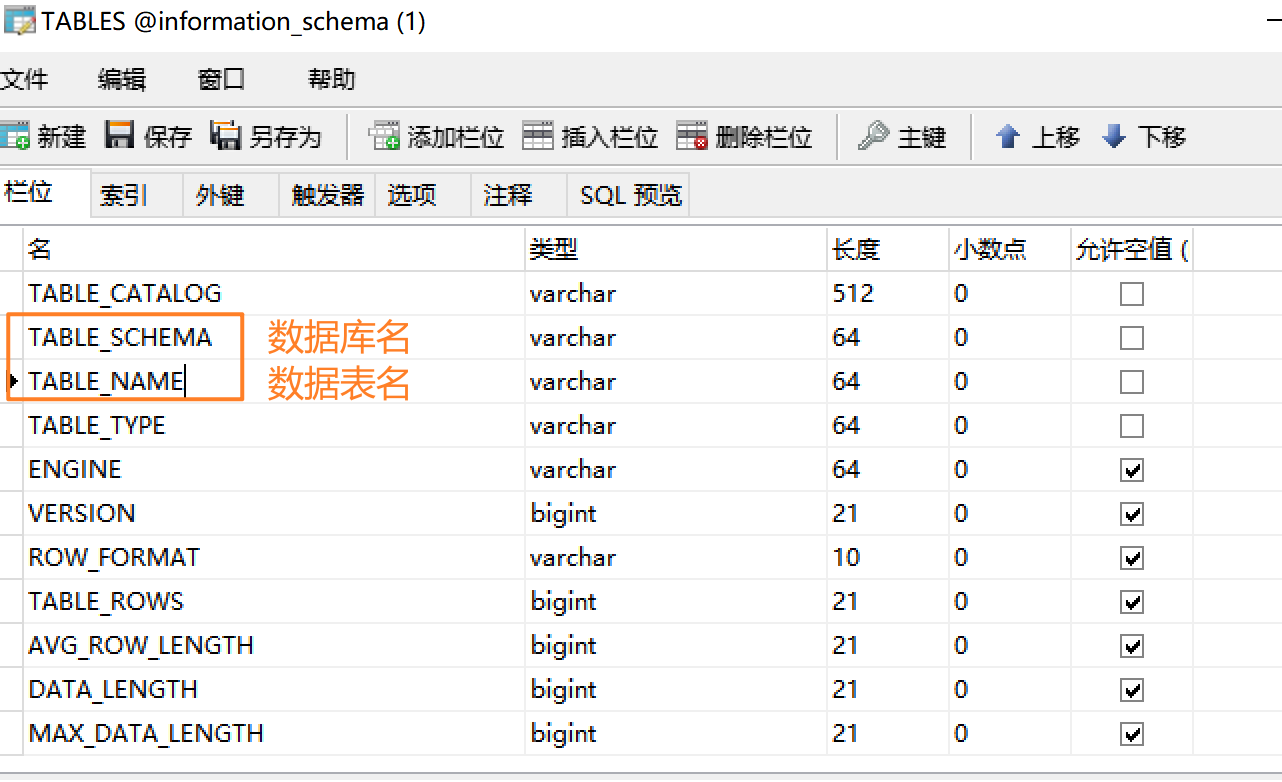 TABLES @information_schema (1)
文件 编辑 窗口 帮助
新建 保存 另存为 添加栏位 插入栏位 删除栏位 主键 上移 下移
栏位 索引 外键 触发器 选项 注释 SQL 预览
名 类型 长度 小数点 允许空值 (
TABLE_CATALOG varchar 512 0
TABLE_SCHEMA 数据库名 varchar 64 0
TABLE_NAME 数据表名 varchar 64 0
TABLE_TYPE varchar 64 0
ENGINE varchar 64 0
VERSION bigint 21 0
ROW_FORMAT varchar 10 0
TABLE_ROWS bigint 21 0
AVG_ROW_LENGTH bigint 21 0
DATA_LENGTH bigint 21 0
MAX_DATA_LENGTH bigint 21 0